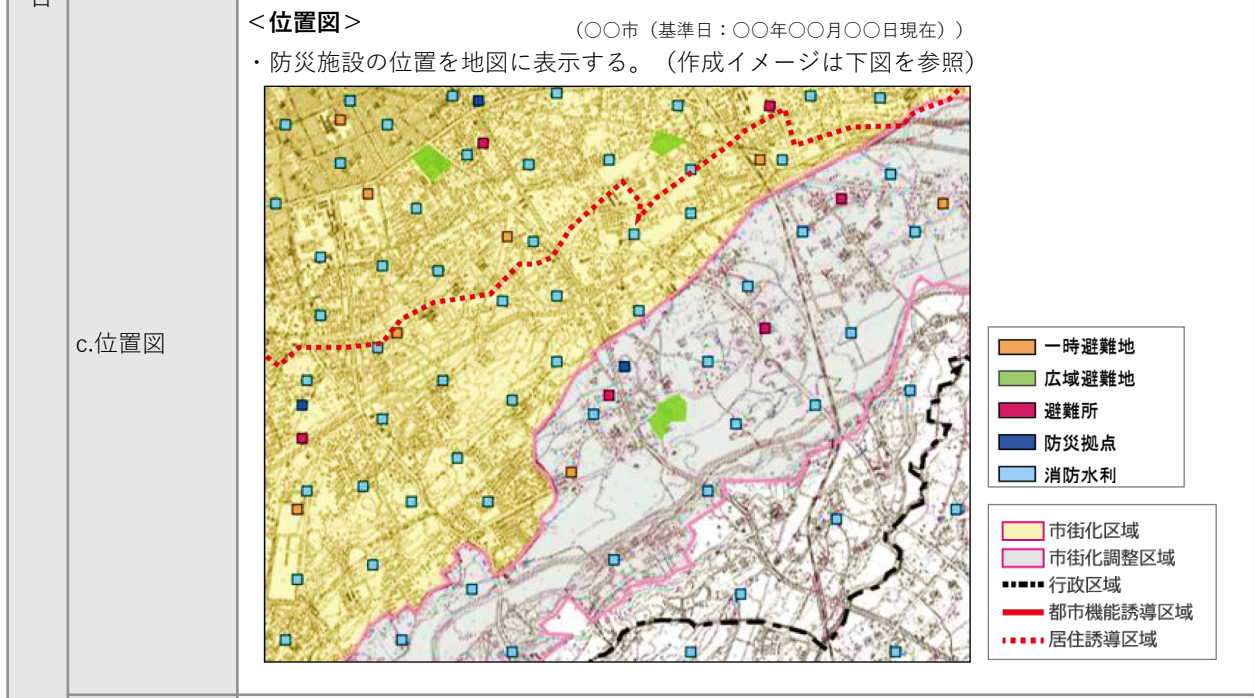 <位置図>
(○○市(基準日:○○年○○月○○日現在))
・防災施設の位置を地図に表示する。(作成イメージは下図を参照)
c.位置図
一時避難地
広域避難地
避難所
防災拠点
消防水利
市街化区域
市街化調整区域
行政区域
都市機能誘導区域
居住誘導区域